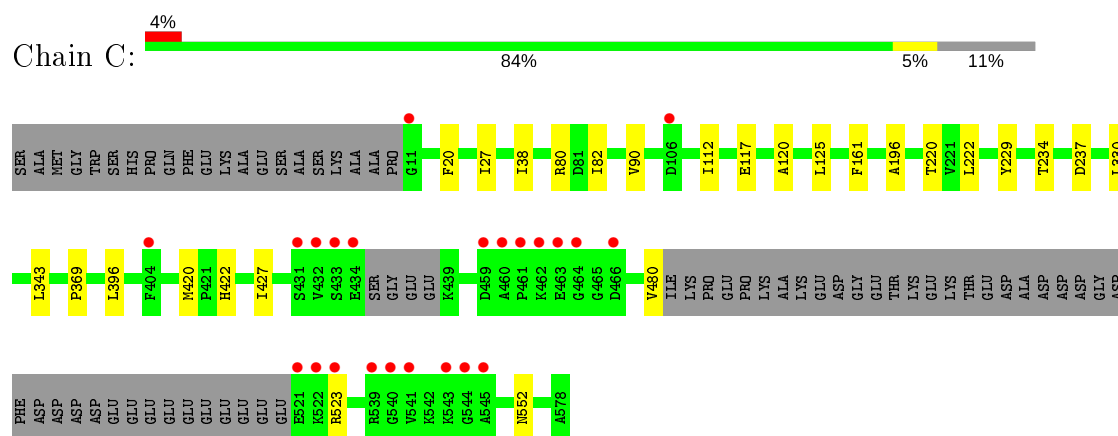 4%
Chain C:
84% 5% 11%
SER ALA MET GLY TRP SER HIS PRO GLN PHE GLU LYS ALA GLU SER ALA SER LYS ALA ALA PRO G11 F20 I27 I38 R80 D81 I82 V90 D106 I112 E117 A120 L125 F161 A196 T220 V221 L222 Y229 T234 D237 L330
L343 P369 L396 F404 M420 P421 H422 I427 S431 V432 S433 E434 SER GLY GLU GLU K439 D459 A460 P461 K462 E463 G464 G465 D466 V480 ILE LYS PRO GLU PRO LYS ALA LYS GLU ASP GLY GLU THR LYS GLU LYS THR GLU ASP ALA ASP ASP ASP GLY ASP
PHE ASP ASP ASP ASP GLU GLU GLU GLU GLU GLU GLU GLU GLU GLU E521 K522 R523 R539 G540 V541 K542 K543 G544 A545 N552 A578